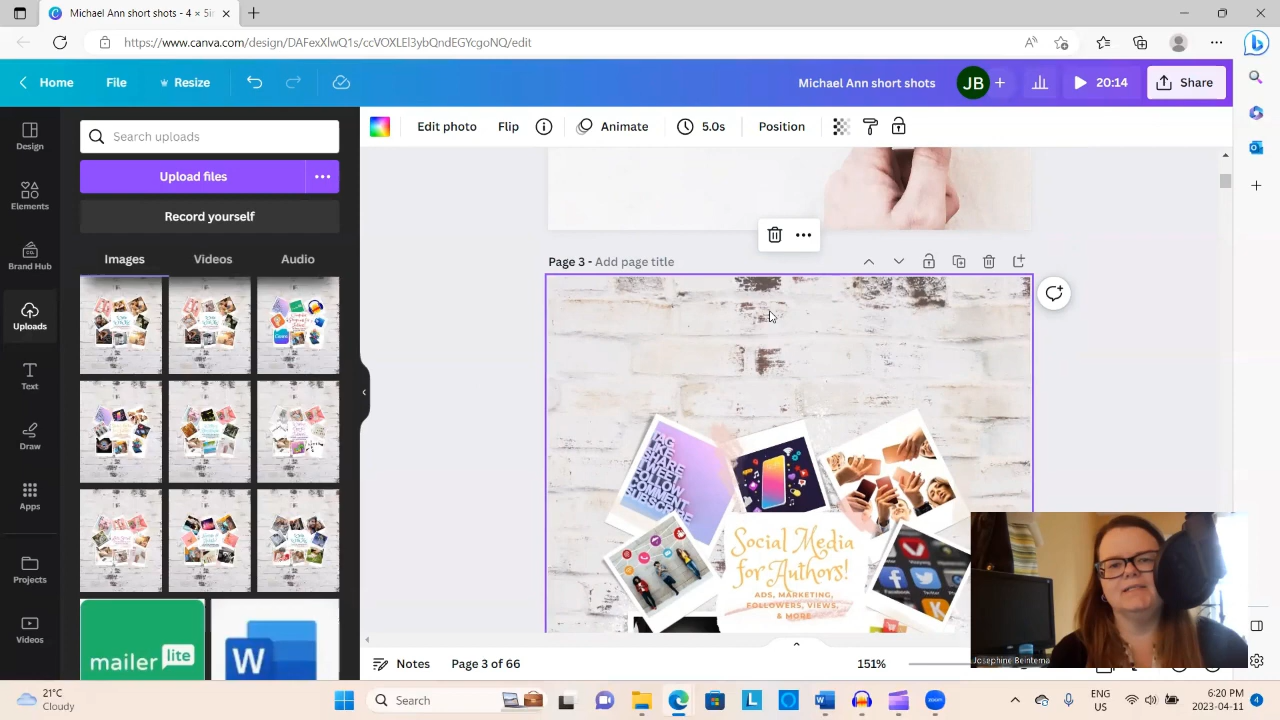 Michael Ann short shots - 4 × 5in
https://www.canva.com/design/DAFexXlwQ1s/ccVOXLEl3ybQndEGYcgoNQ/edit
Home
File
Resize
Michael Ann short shots
JB
20:14
Share
Design
Elements
Brand Hub
Uploads
Text
Draw
Apps
Projects
Videos
Search uploads
Upload files
Record yourself
Images
Videos
Audio
mailer lite
W
Edit photo
Flip
Animate
5.0s
Position
Page 3 - Add page title
Social Media
for Authors!
ADS, MARKETING,
FOLLOWERS, VIEWS,
& MORE
Facebook
COMMENT
SUBSCRIBE
Josephine Beintema
Notes
Page 3 of 66
151%
21°C
Cloudy
Search
ENG
US
6:20 PM
2023-04-11